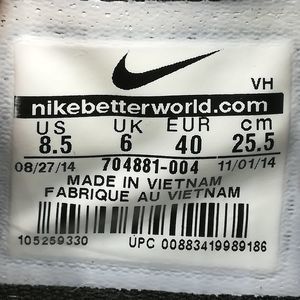 VH
nikebetterworld.com
US UK EUR cm
8.5 6 40 25.5
08/27/14 704881-004 11/01/14
MADE IN VIETNAM
FABRIQUE AU VIETNAM
105259330 UPC 00883419989186